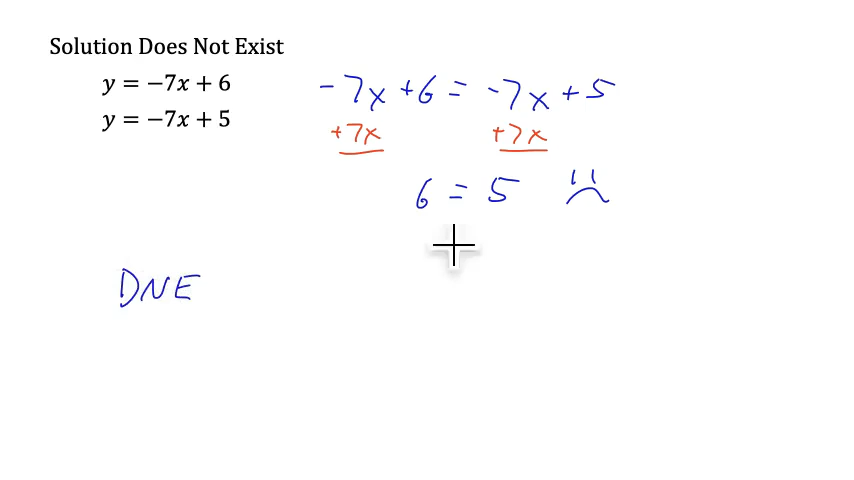 Solution Does Not Exist
y = −7x + 6
y = −7x + 5
-7x + 6 = -7x + 5
+7x +7x
6 = 5
DNE